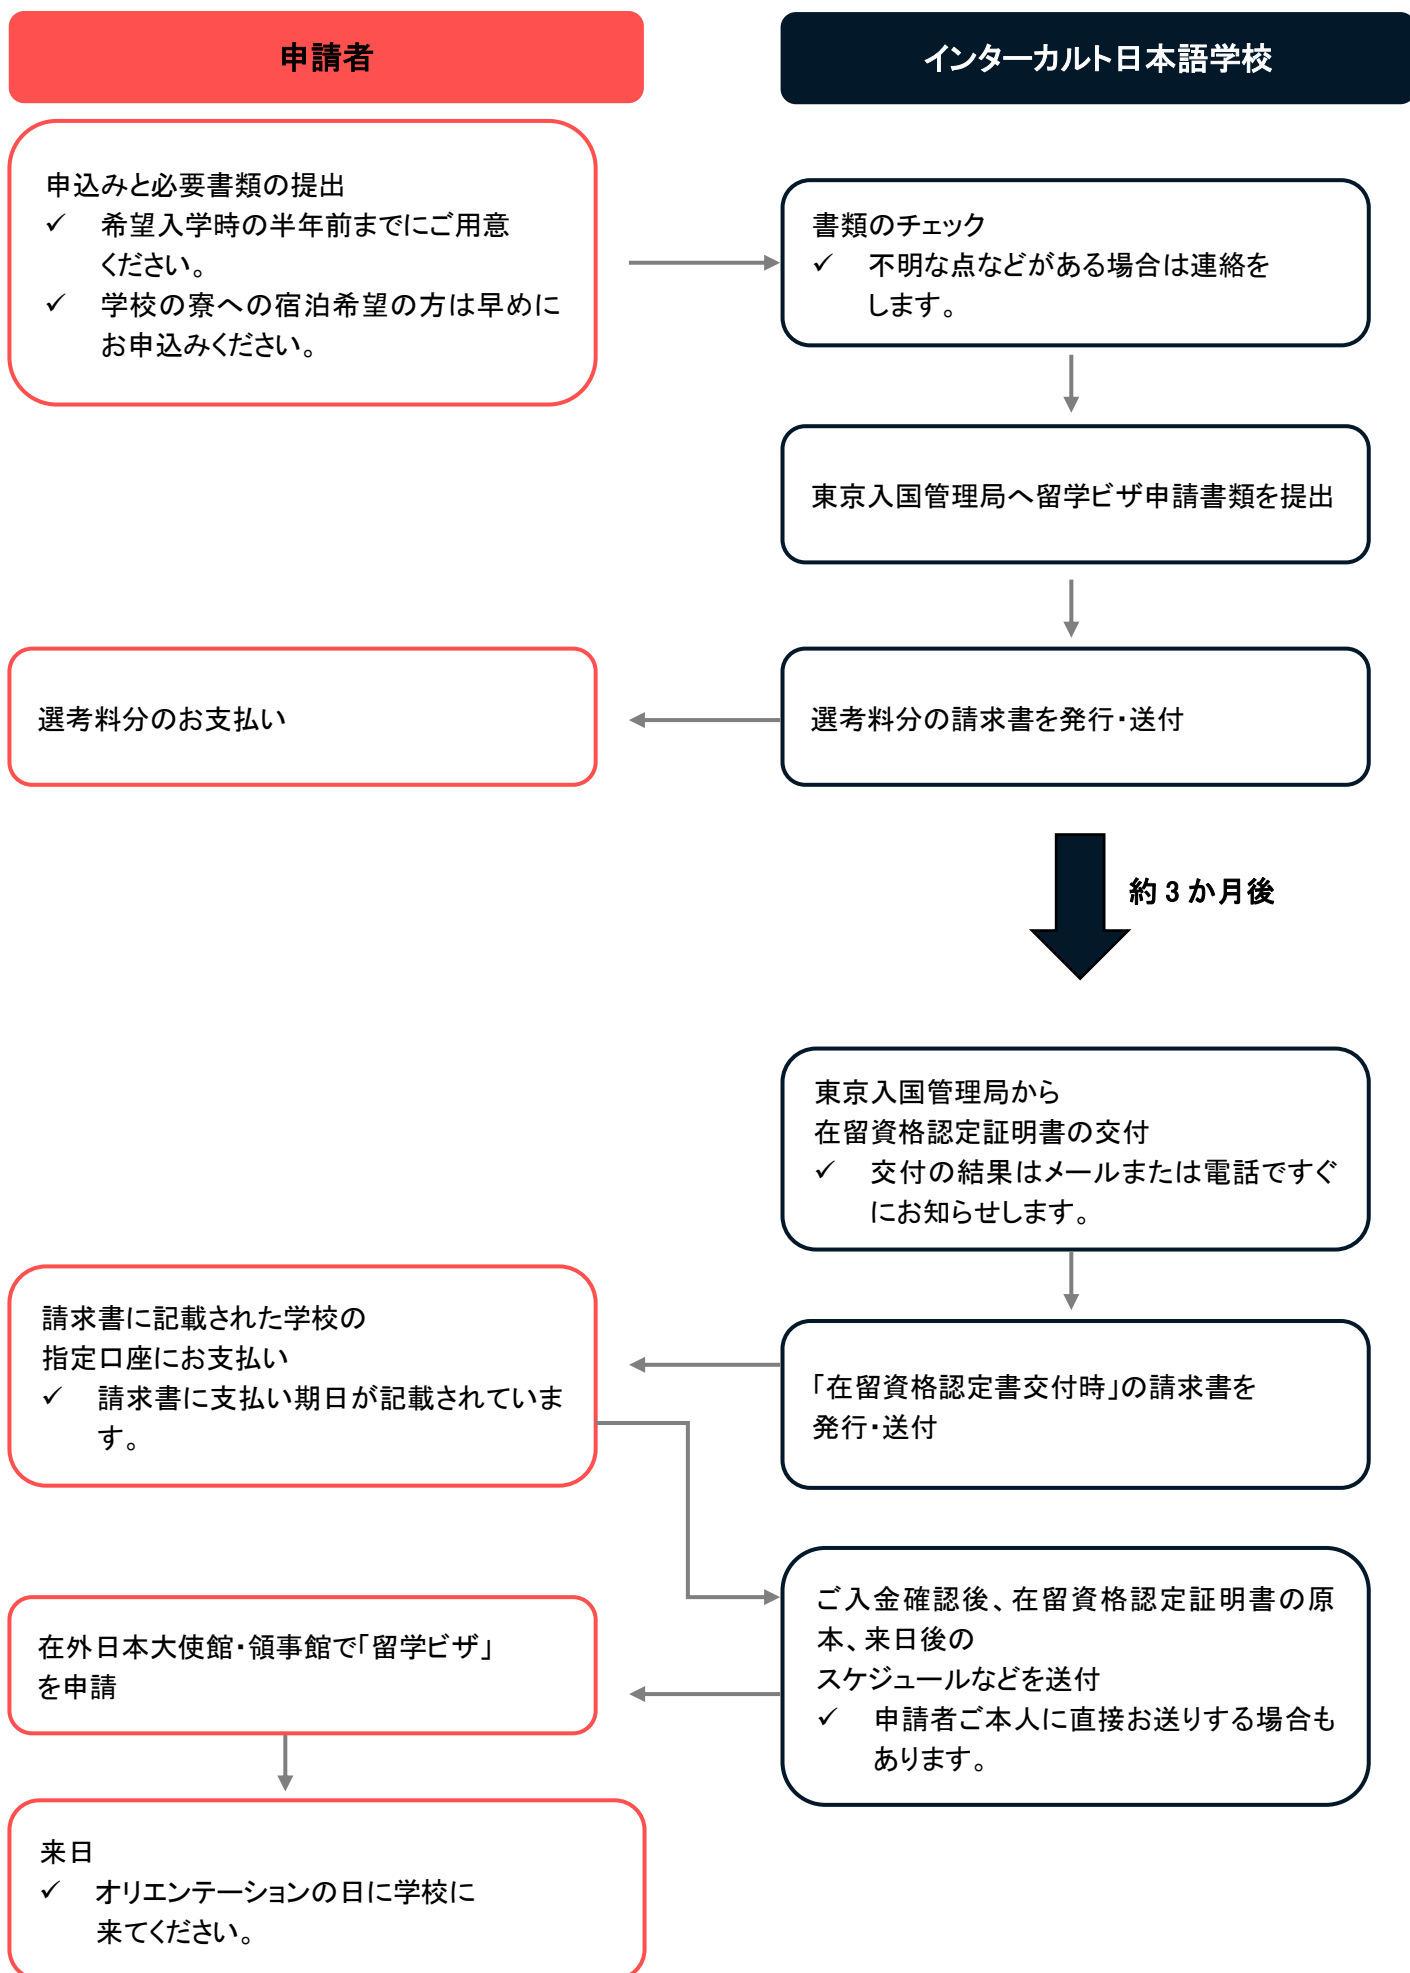 申請者
インターカルト日本語学校
申込みと必要書類の提出
✓ 希望入学時の半年前までにご用意
ください。
✓ 学校の寮への宿泊希望の方は早めに
お申込みください。
書類のチェック
✓ 不明な点などがある場合は連絡を
します。
東京入国管理局へ留学ビザ申請書類を提出
選考料分のお支払い
選考料分の請求書を発行・送付
約3か月後
東京入国管理局から
在留資格認定証明書の交付
✓ 交付の結果はメールまたは電話ですぐ
にお知らせします。
請求書に記載された学校の
指定口座にお支払い
✓ 請求書に支払い期日が記載されていま
す。
「在留資格認定書交付時」の請求書を
発行・送付
ご入金確認後、在留資格認定証明書の原
本、来日後の
スケジュールなどを送付
✓ 申請者ご本人に直接お送りする場合も
あります。
在外日本大使館・領事館で「留学ビザ」
を申請
来日
✓ オリエンテーションの日に学校に
来てください。